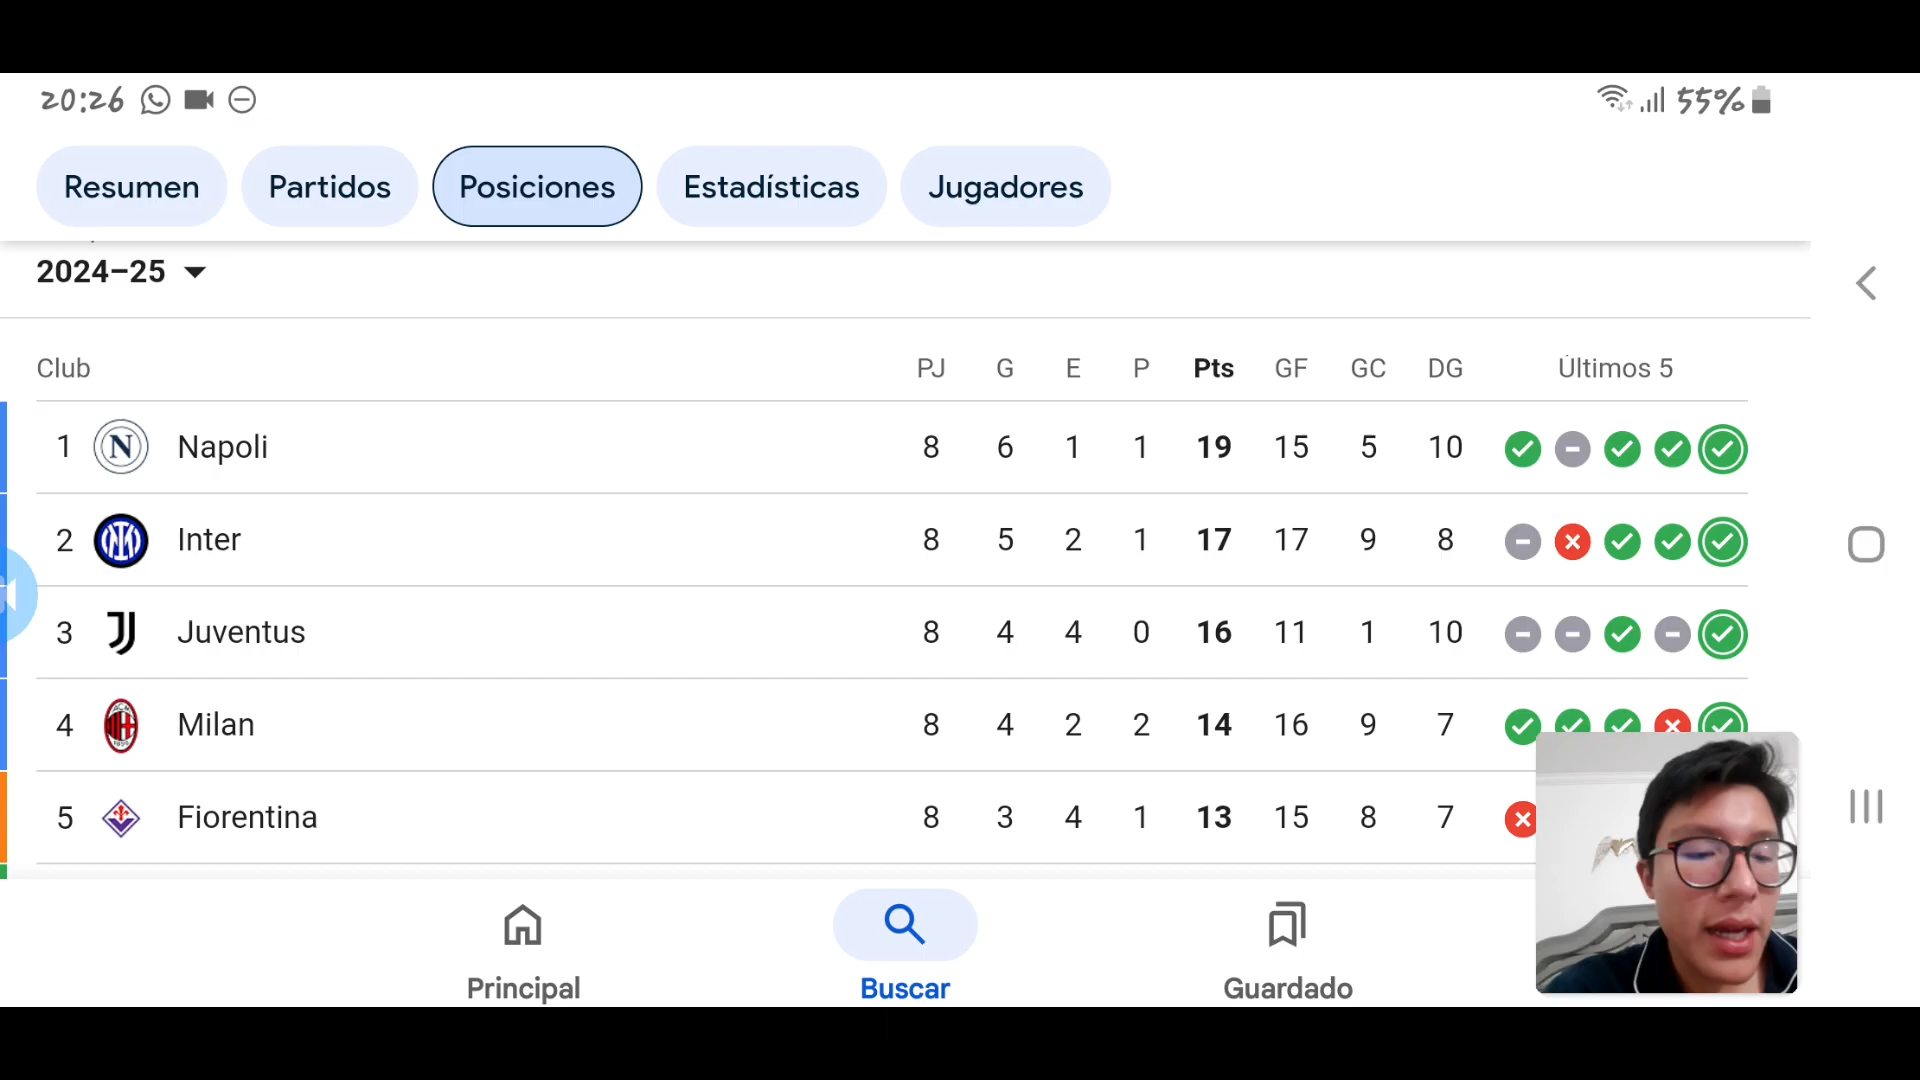 20:26 55%
Resumen Partidos Posiciones Estadísticas Jugadores
2024–25
Club PJ G E P Pts GF GC DG Últimos 5
1 N Napoli 8 6 1 1 19 15 5 10
2 Inter 8 5 2 1 17 17 9 8
3 Juventus 8 4 4 0 16 11 1 10
4 Milan 8 4 2 2 14 16 9 7
5 Fiorentina 8 3 4 1 13 15 8 7
Principal Buscar Guardado